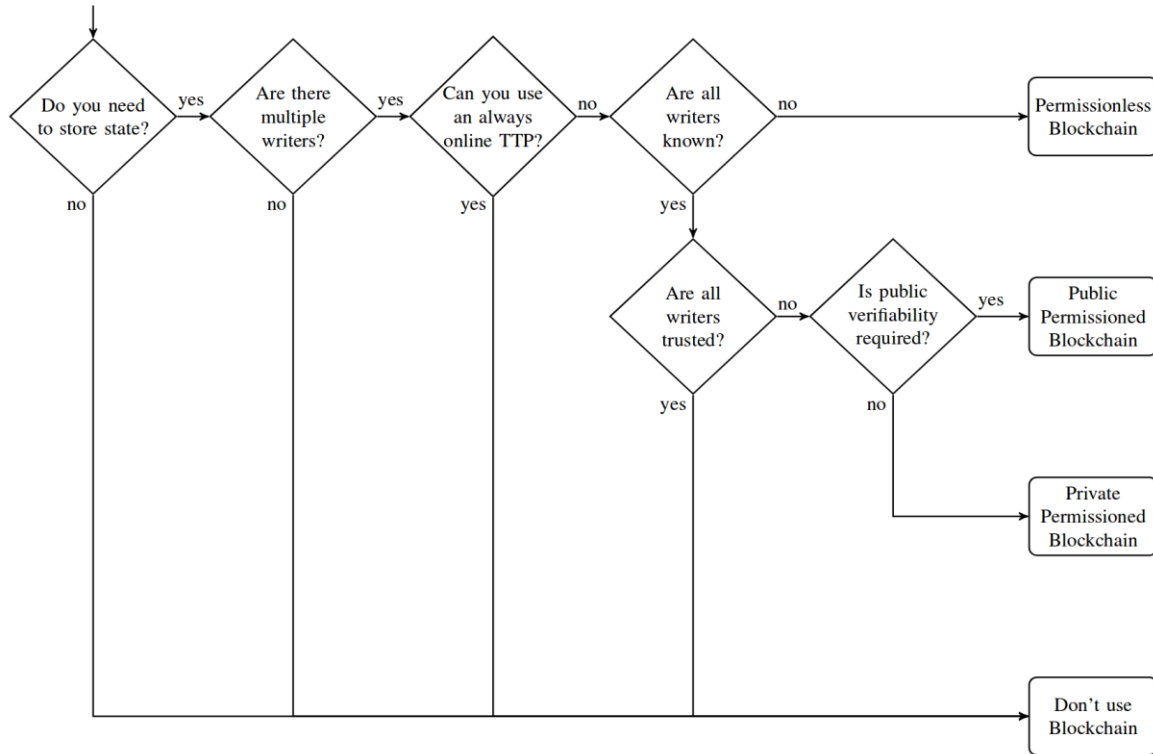 Do you need
to store state?
yes
no
Are there
multiple
writers?
yes
no
Can you use
an always
online TTP?
no
yes
Are all
writers
known?
no
yes
Permissionless
Blockchain
Are all
writers
trusted?
no
yes
Is public
verifiability
required?
yes
no
Public
Permissioned
Blockchain
Private
Permissioned
Blockchain
Don't use
Blockchain